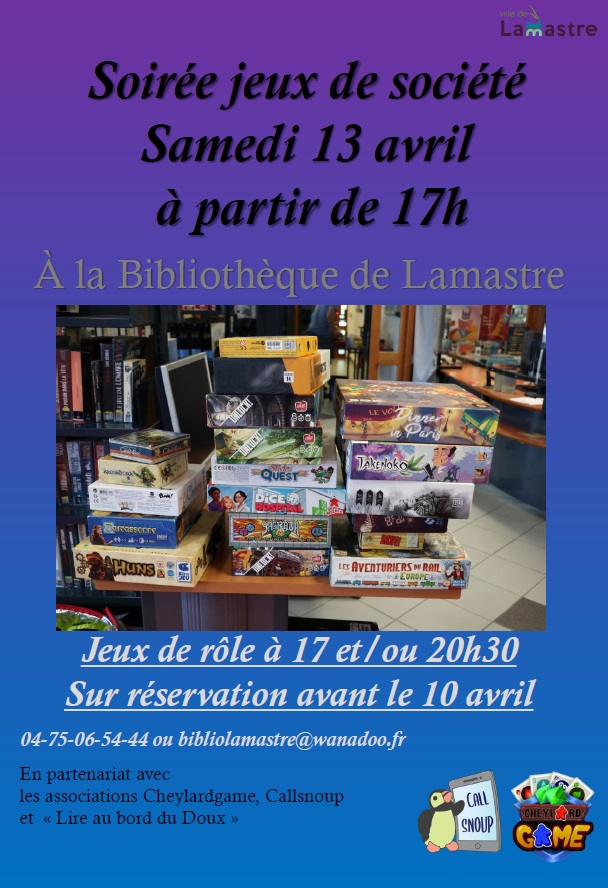 ville de
Lamastre
Soirée jeux de société
Samedi 13 avril
à partir de 17h
À la Bibliothèque de Lamastre
Dinner
in Paris
TAKENOKO
QUEST
DICE
HOSPITAL
SAGRADA
CARCASSONNE
HUNS
LES AVENTURIERS DU RAIL
EUROPE
Jeux de rôle à 17 et/ou 20h30
Sur réservation avant le 10 avril
04-75-06-54-44 ou bibliolamastre@wanadoo.fr
En partenariat avec
les associations Cheylardgame, Callsnoup
et « Lire au bord du Doux »
CALL
SNOUP
CHEYLARD
GAME